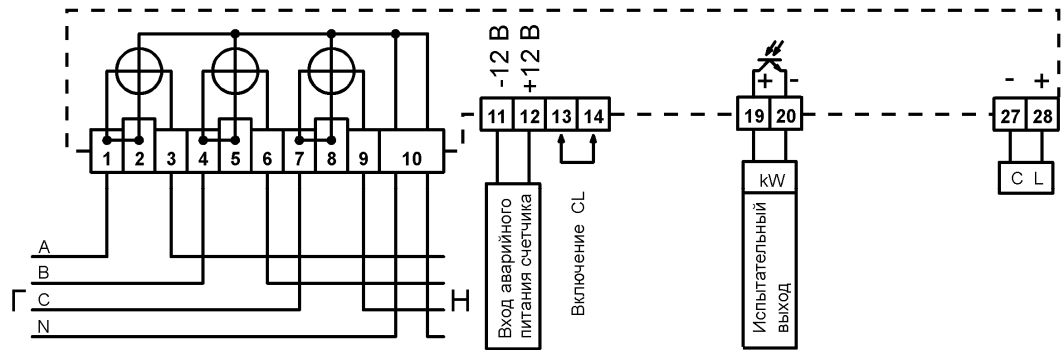 -12 В
+12 В
+ -
- +
1 2 3 4 5 6 7 8 9 10
11 12 13 14
19 20
27 28
A
B
Г C Н
N
Вход аварийного
питания счетчика
Включение CL
kW
Испытательный
выход
C L